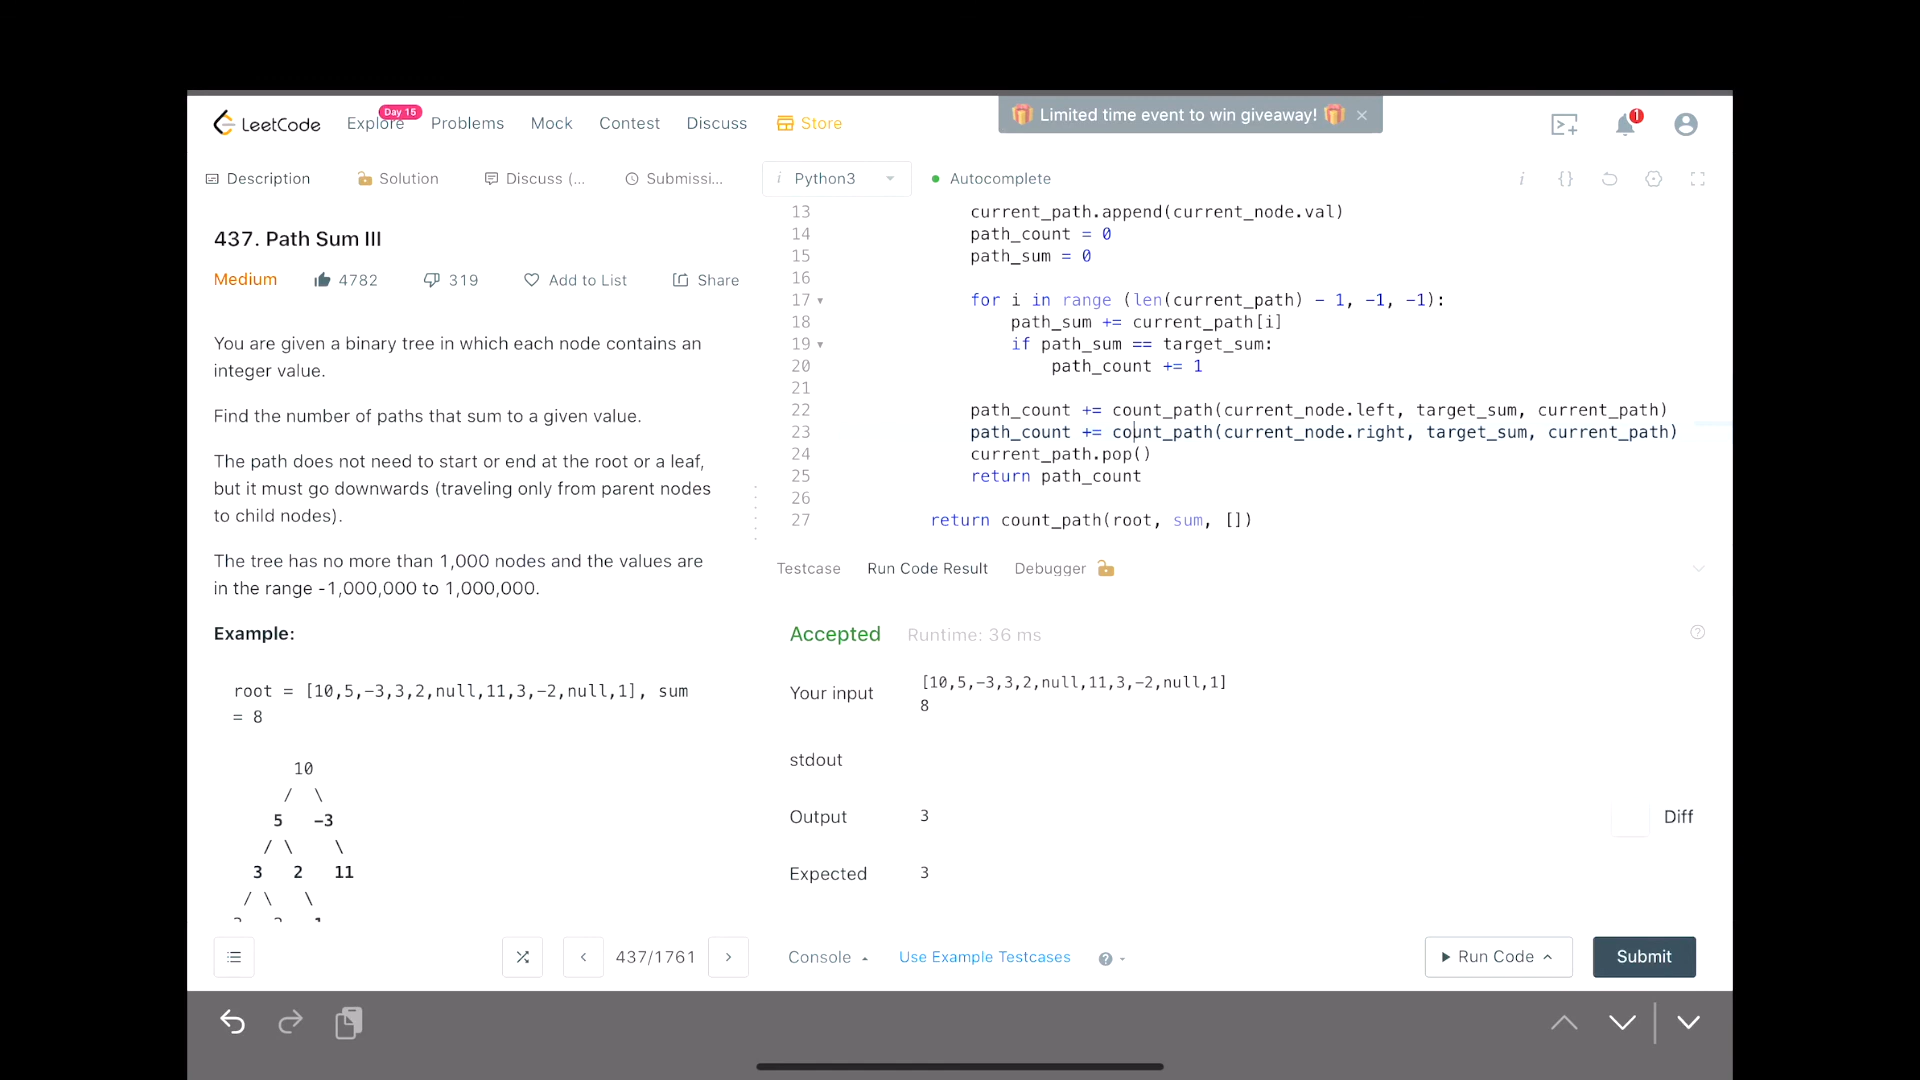 LeetCode
Explore
Day 15
Problems
Mock
Contest
Discuss
Store
Limited time event to win giveaway!
1
Description
Solution
Discuss (...
Submissi...
i Python3
Autocomplete
i {}
437. Path Sum III
Medium
4782
319
Add to List
Share
You are given a binary tree in which each node contains an
integer value.
Find the number of paths that sum to a given value.
The path does not need to start or end at the root or a leaf,
but it must go downwards (traveling only from parent nodes
to child nodes).
The tree has no more than 1,000 nodes and the values are
in the range -1,000,000 to 1,000,000.
Example:
root = [10,5,-3,3,2,null,11,3,-2,null,1], sum
= 8
10
/ \
5 -3
/ \ \
3 2 11
/ \ \
13 current_path.append(current_node.val)
14 path_count = 0
15 path_sum = 0
16
17 for i in range (len(current_path) - 1, -1, -1):
18 path_sum += current_path[i]
19 if path_sum == target_sum:
20 path_count += 1
21
22 path_count += count_path(current_node.left, target_sum, current_path)
23 path_count += count_path(current_node.right, target_sum, current_path)
24 current_path.pop()
25 return path_count
26
27 return count_path(root, sum, [])
Testcase
Run Code Result
Debugger
Accepted
Runtime: 36 ms
Your input
[10,5,-3,3,2,null,11,3,-2,null,1]
8
stdout
Output
3
Diff
Expected
3
437/1761
Console
Use Example Testcases
Run Code
Submit